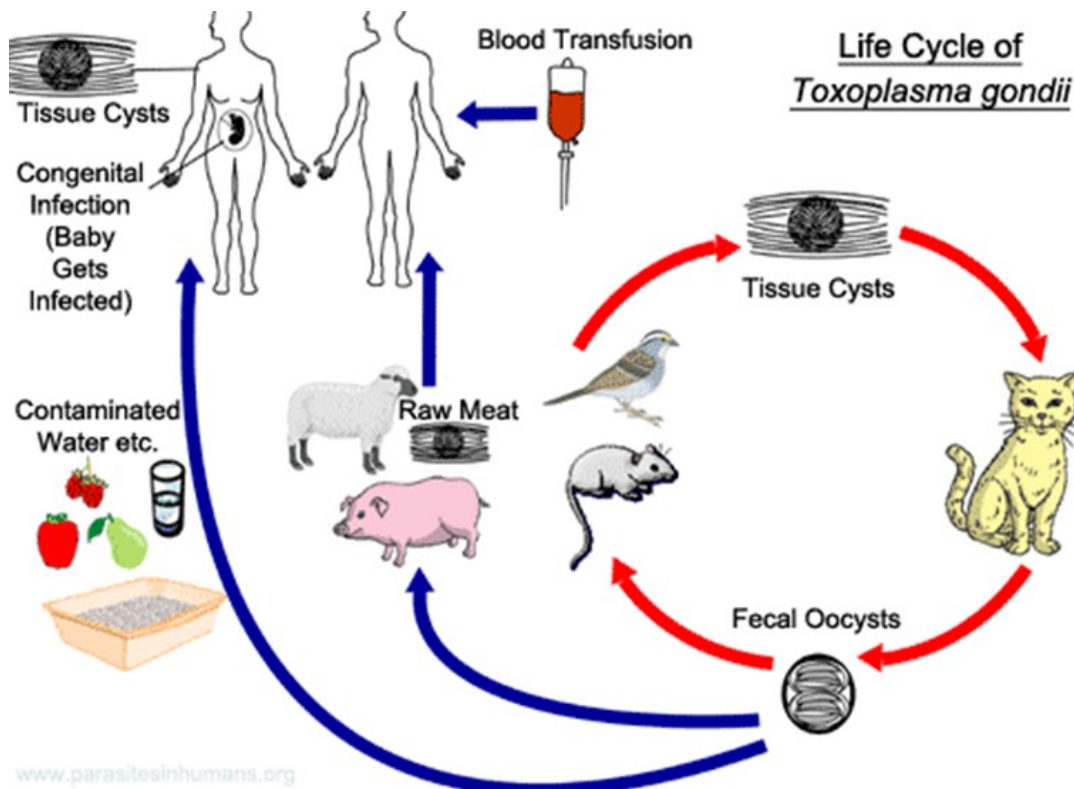 Blood Transfusion
Life Cycle of
Toxoplasma gondii
Tissue Cysts
Congenital
Infection
(Baby
Gets
Infected)
Tissue Cysts
Contaminated
Water etc.
Raw Meat
Fecal Oocysts
www.parasitesinhumans.org